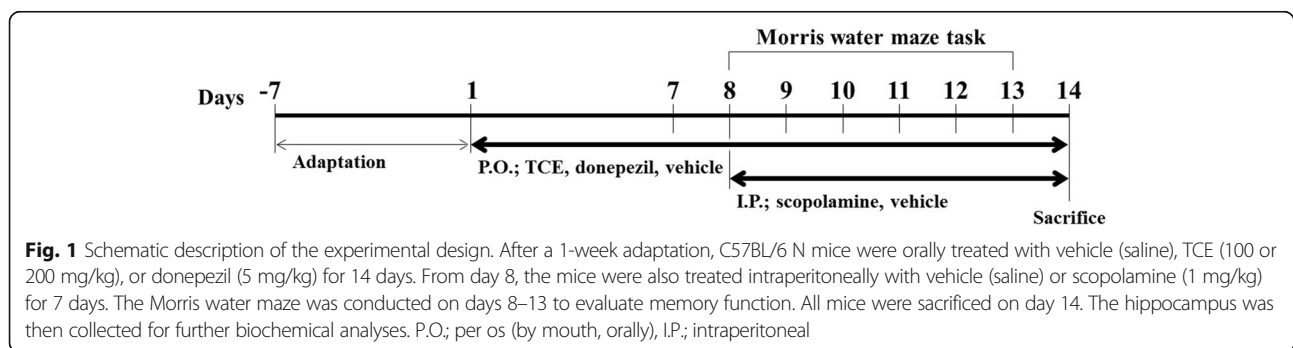 Morris water maze task
Days -7 1 7 8 9 10 11 12 13 14
Adaptation
P.O.; TCE, donepezil, vehicle
I.P.; scopolamine, vehicle
Sacrifice
Fig. 1 Schematic description of the experimental design. After a 1-week adaptation, C57BL/6 N mice were orally treated with vehicle (saline), TCE (100 or
200 mg/kg), or donepezil (5 mg/kg) for 14 days. From day 8, the mice were also treated intraperitoneally with vehicle (saline) or scopolamine (1 mg/kg)
for 7 days. The Morris water maze was conducted on days 8–13 to evaluate memory function. All mice were sacrificed on day 14. The hippocampus was
then collected for further biochemical analyses. P.O.; per os (by mouth, orally), I.P.; intraperitoneal